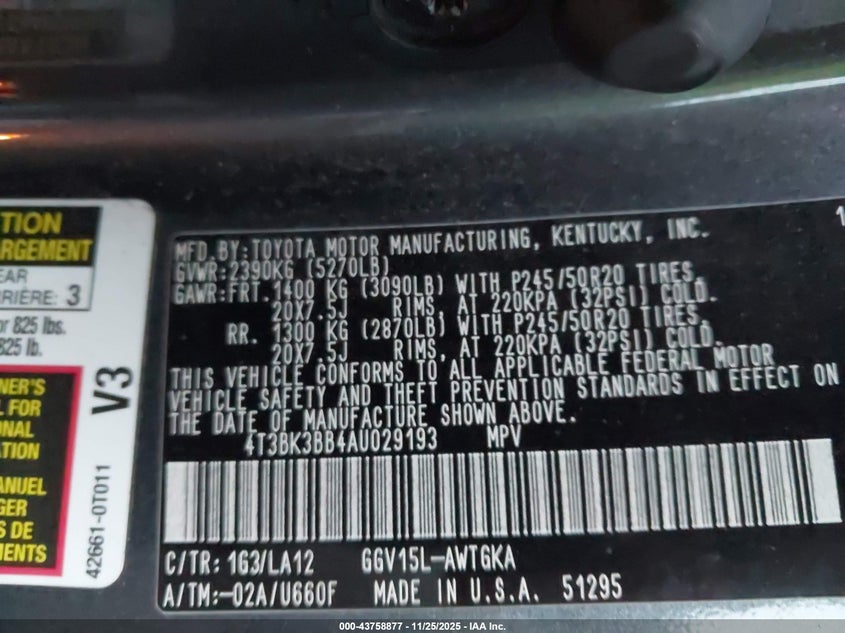 TION
RGEMENT
EAR
RRIÈRE: 3
or 825 lbs.
825 lb.
NER'S
L FOR
ONAL
ATION
ANUEL
GER
S DE
MENTS
V3
42661-0T011
1
MFD.BY:TOYOTA MOTOR MANUFACTURING, KENTUCKY, INC.
GVWR:2390KG (5270LB)
GAWR:FRT. 1400 KG (3090LB) WITH P245/50R20 TIRES,
20X7.5J RIMS, AT 220KPA (32PSI) COLD.
RR. 1300 KG (2870LB) WITH P245/50R20 TIRES,
20X7.5J RIMS, AT 220KPA (32PSI) COLD.
THIS VEHICLE CONFORMS TO ALL APPLICABLE FEDERAL MOTOR
VEHICLE SAFETY AND THEFT PREVENTION STANDARDS IN EFFECT ON
THE DATE OF MANUFACTURE SHOWN ABOVE.
4T3BK3BB4AU029193 MPV
C/TR: 1G3/LA12 GGV15L-AWTGKA
A/TM:-02A/U660F MADE IN U.S.A. 51295
000-43758877 - 11/25/2025 - IAA Inc.